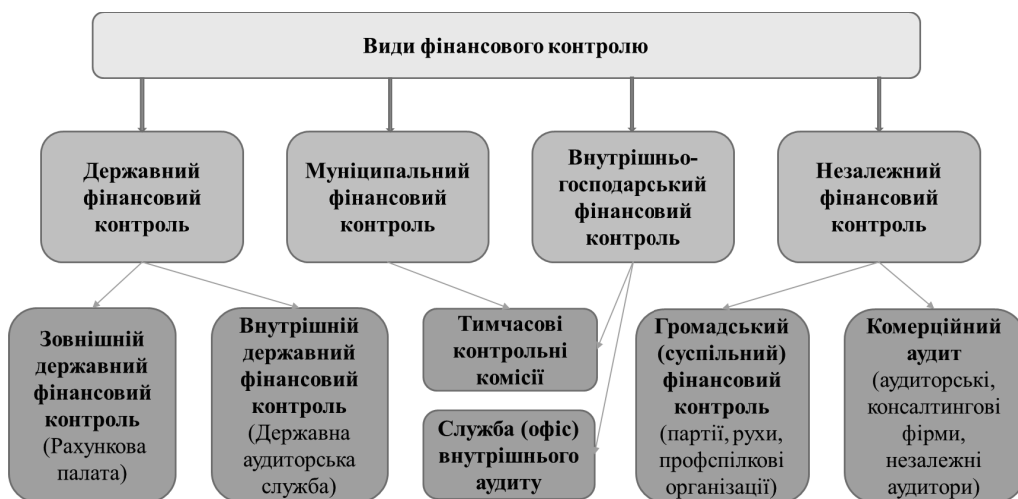 Види фінансового контролю
Державний
фінансовий
контроль
Муніципальний
фінансовий
контроль
Внутрішньо-
господарський
фінансовий
контроль
Незалежний
фінансовий
контроль
Зовнішній
державний
фінансовий
контроль
(Рахункова
палата)
Внутрішній
державний
фінансовий
контроль
(Державна
аудиторська
служба)
Тимчасові
контрольні
комісії
Служба (офіс)
внутрішнього
аудиту
Громадський
(суспільний)
фінансовий
контроль
(партії, рухи,
профспілкові
організації)
Комерційний
аудит
(аудиторські,
консалтингові
фірми,
незалежні
аудитори)